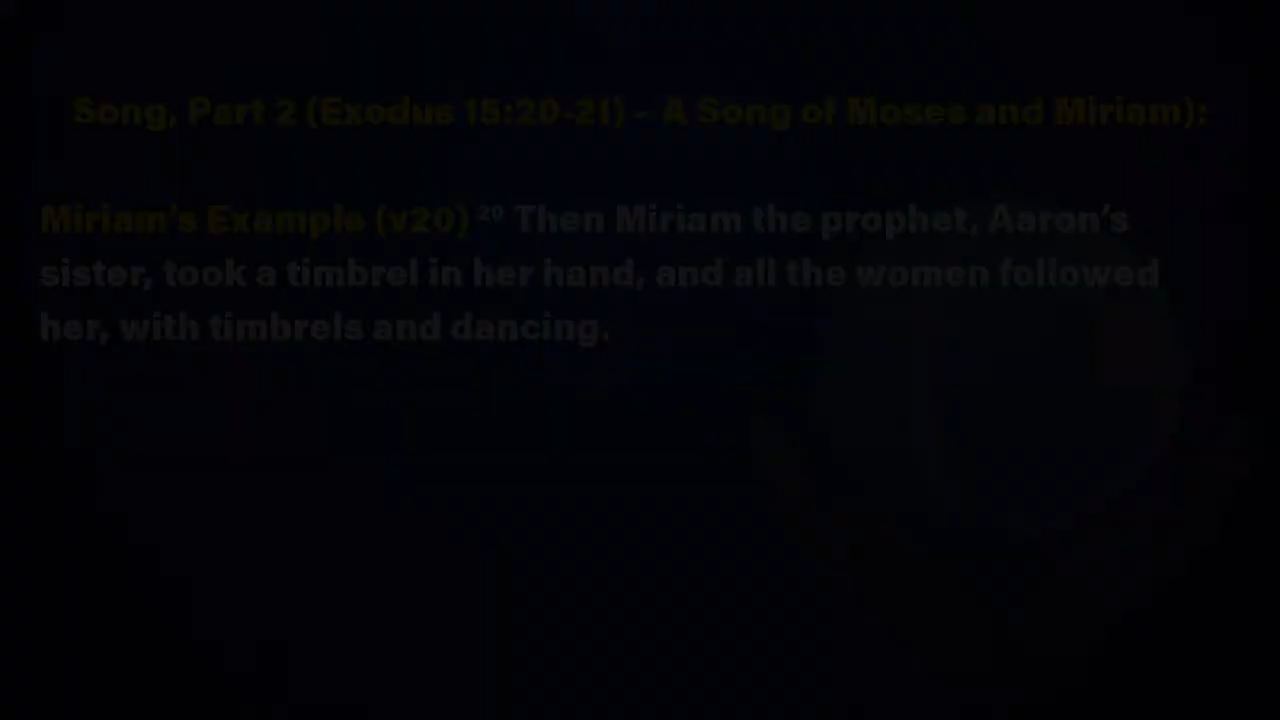 Song, Part 2 (Exodus 15:20-21) - A Song of Moses and Miriam):
Miriam's Example (v20) 20 Then Miriam the prophet, Aaron's
sister, took a timbrel in her hand, and all the women followed
her, with timbrels and dancing.